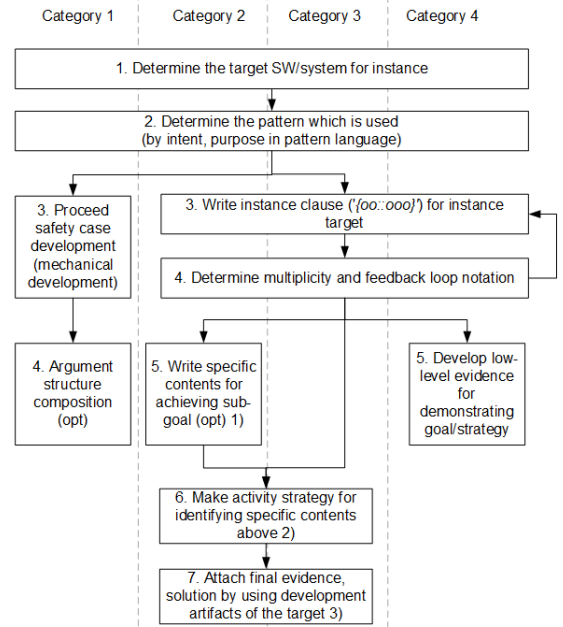 Category 1
Category 2
Category 3
Category 4
1. Determine the target SW/system for instance
2. Determine the pattern which is used
(by intent, purpose in pattern language)
3. Proceed
safety case
development
(mechanical
development)
3. Write instance clause ('{oo::ooo}') for instance
target
4. Determine multiplicity and feedback loop notation
4. Argument
structure
composition
(opt)
5. Write specific
contents for
achieving sub-
goal (opt) 1)
5. Develop low-
level evidence
for
demonstrating
goal/strategy
6. Make activity strategy for
identifying specific contents
above 2)
7. Attach final evidence,
solution by using development
artifacts of the target 3)